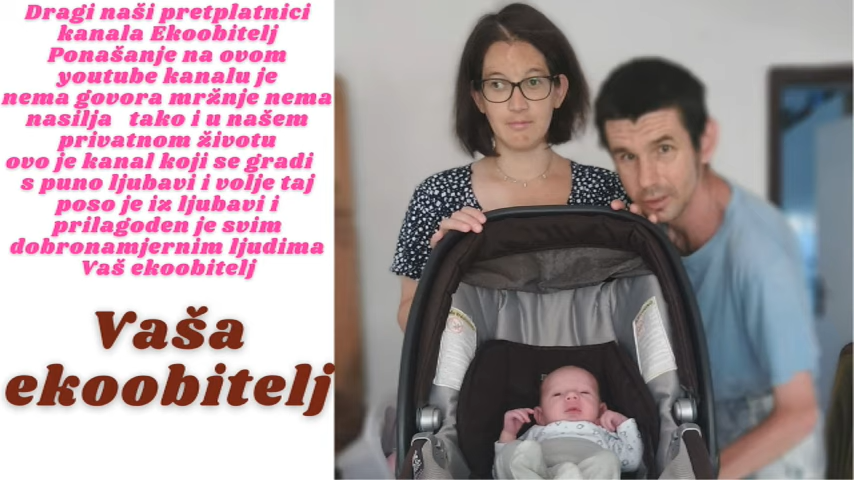 Dragi naši pretplatnici
kanala Ekoobitelj
Ponašanje na ovom
youtube kanalu je
nema govora mržnje nema
nasilja tako i u našem
privatnom životu
ovo je kanal koji se gradi
s puno ljubavi i volje taj
poso je iz ljubavi i
prilagođen je svim
dobronamjernim ljudima
Vaš ekoobitelj
Vaša
ekoobitelj